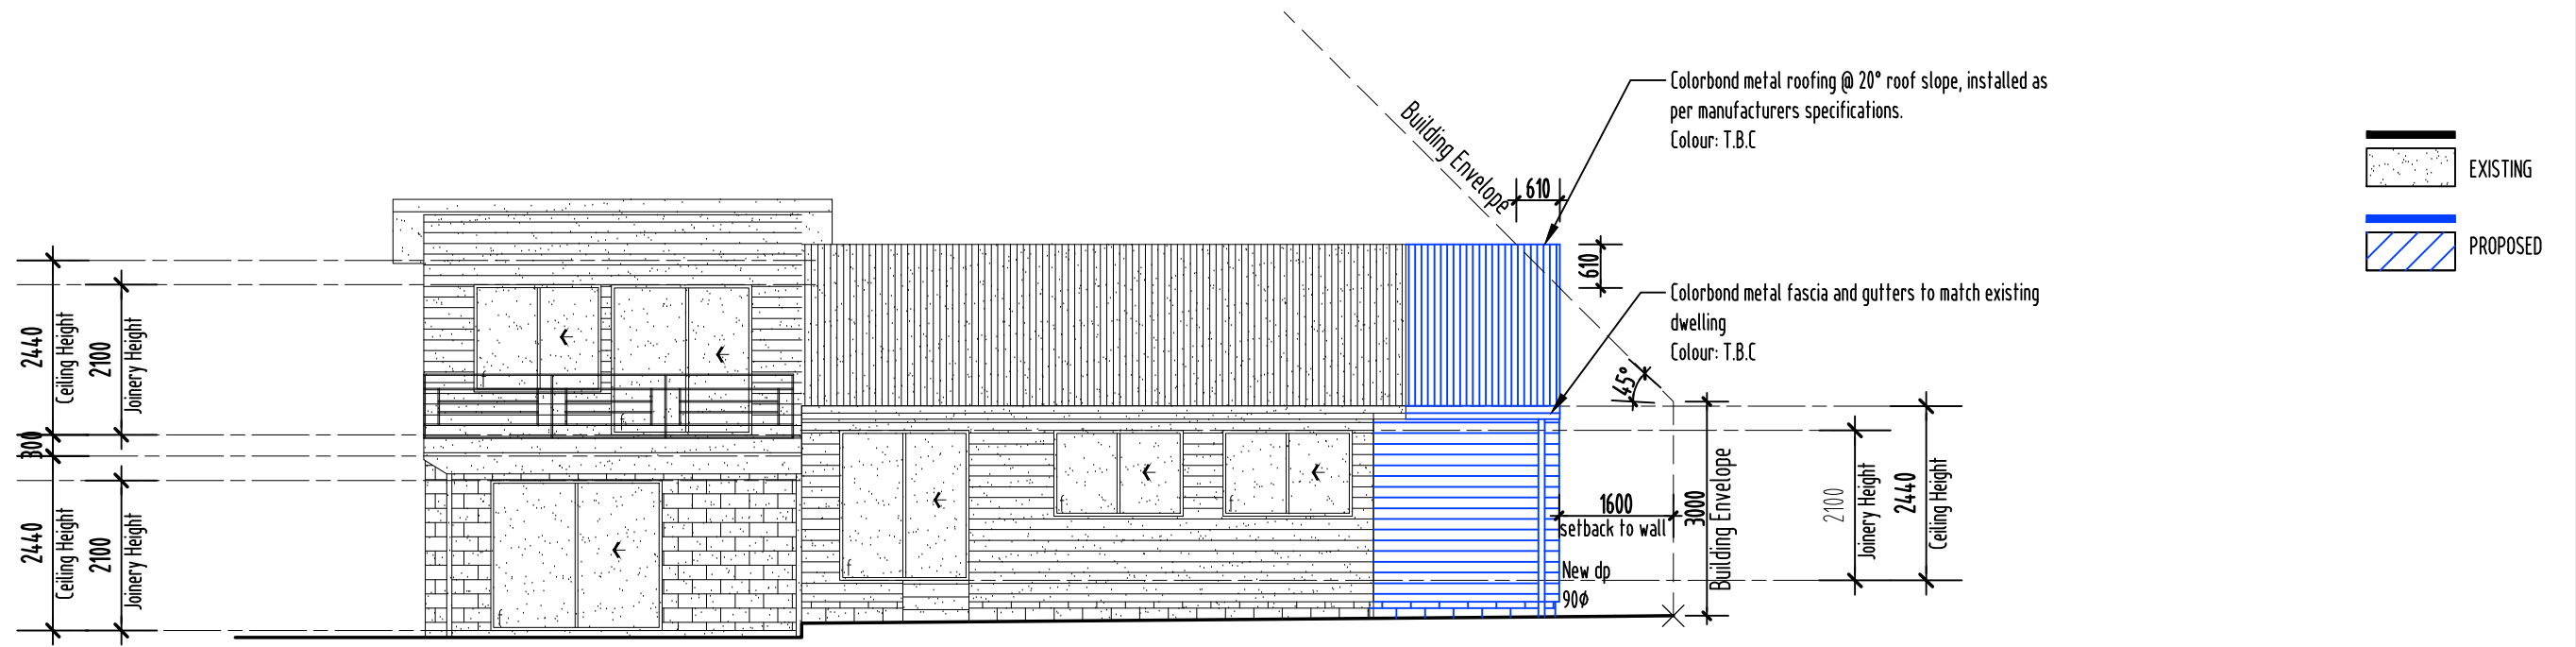 Colorbond metal roofing @ 20° roof slope, installed as
per manufacturers specifications.
Colour: T.B.C
Building Envelope
610
610
EXISTING
PROPOSED
Colorbond metal fascia and gutters to match existing
dwelling
Colour: T.B.C
45°
2440
Ceiling Height
2100
Joinery Height
300
2440
Ceiling Height
2100
Joinery Height
1600
setback to wall
New dp
90ø
3000
Building Envelope
2100
Joinery Height
2440
Ceiling Height